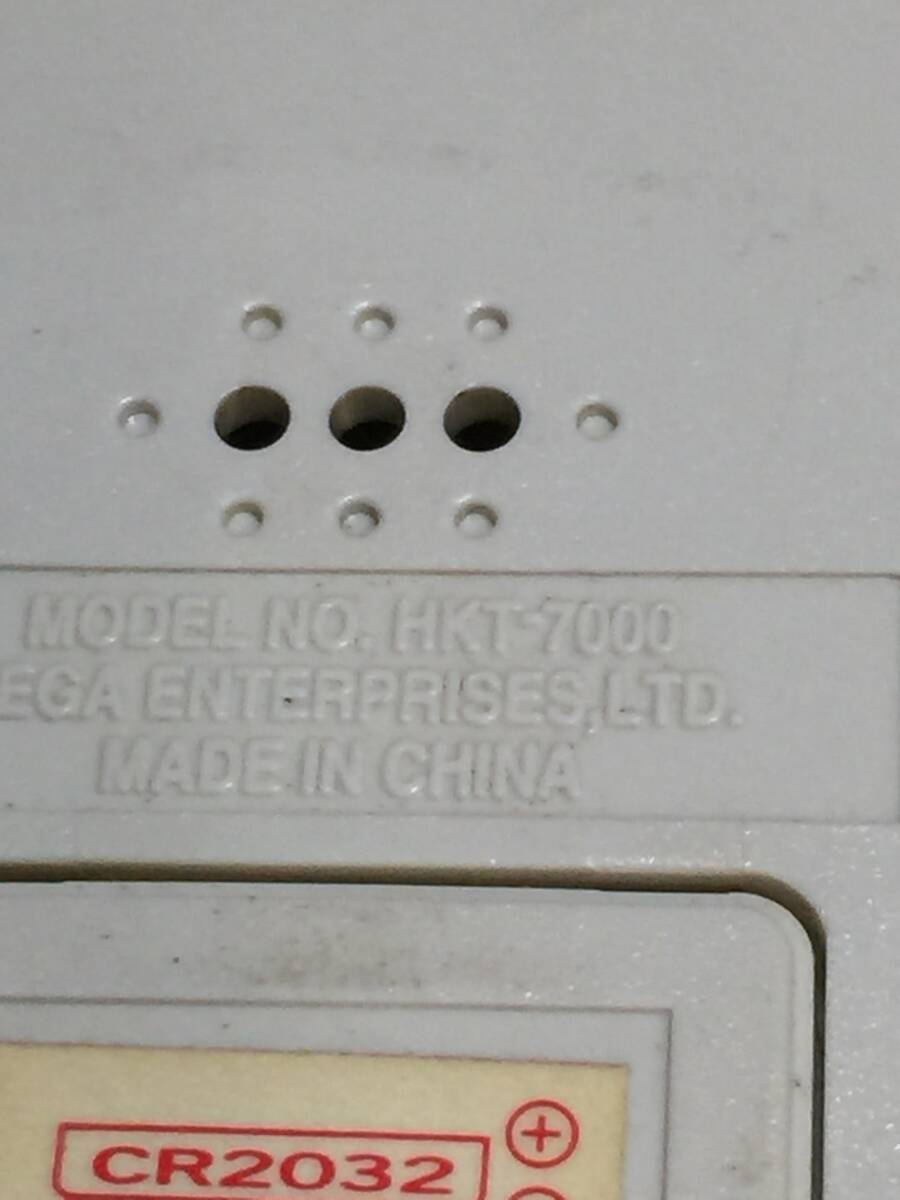 MODEL NO. HKT-7000
EGA ENTERPRISES,LTD.
MADE IN CHINA
CR2032